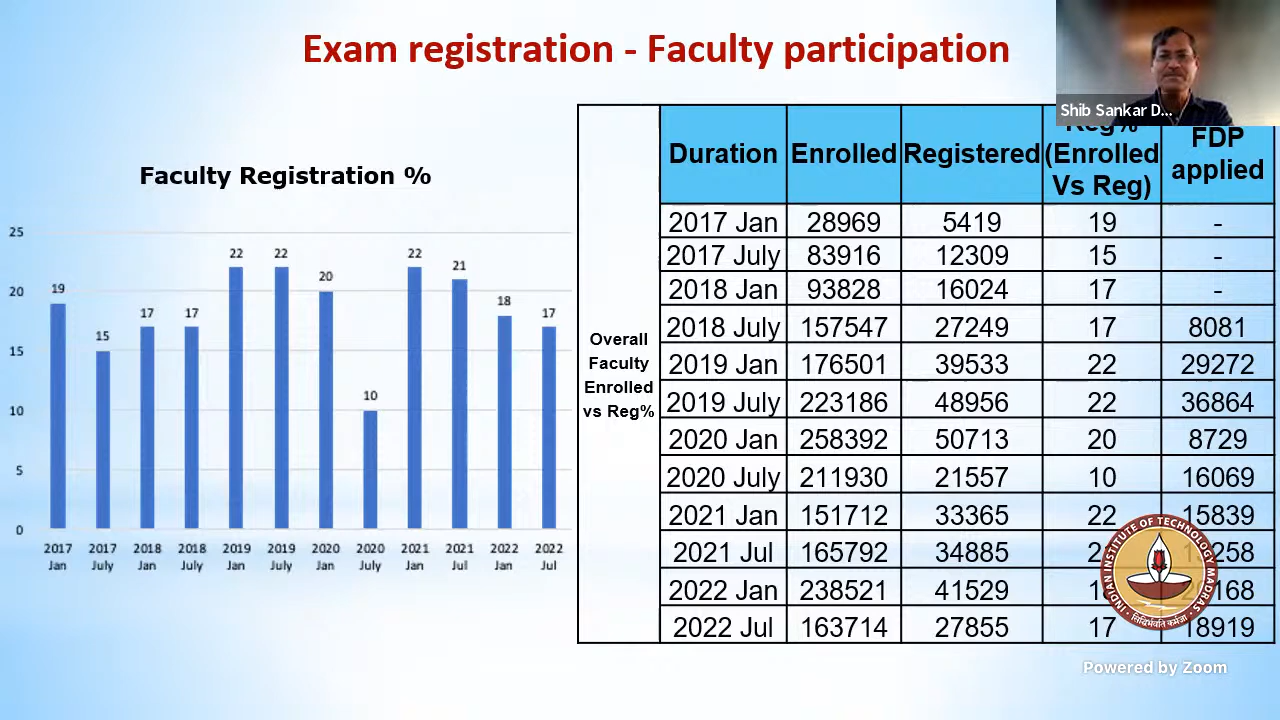 Exam registration - Faculty participation
Shib Sankar D...
Faculty Registration %
25
20
15
10
5
0
19
15
17
17
22
22
20
10
22
21
18
17
2017 Jan
2017 July
2018 Jan
2018 July
2019 Jan
2019 July
2020 Jan
2020 July
2021 Jan
2021 Jul
2022 Jan
2022 Jul
Overall
Faculty
Enrolled
vs Reg%
Duration Enrolled Registered Reg% (Enrolled Vs Reg) FDP applied
2017 Jan 28969 5419 19 -
2017 July 83916 12309 15 -
2018 Jan 93828 16024 17 -
2018 July 157547 27249 17 8081
2019 Jan 176501 39533 22 29272
2019 July 223186 48956 22 36864
2020 Jan 258392 50713 20 8729
2020 July 211930 21557 10 16069
2021 Jan 151712 33365 22 15839
2021 Jul 165792 34885
2022 Jan 238521 41529
2022 Jul 163714 27855 17 18919
INDIAN INSTITUTE OF TECHNOLOGY MADRAS
सिद्धिर्भवति कर्मजा
Powered by Zoom